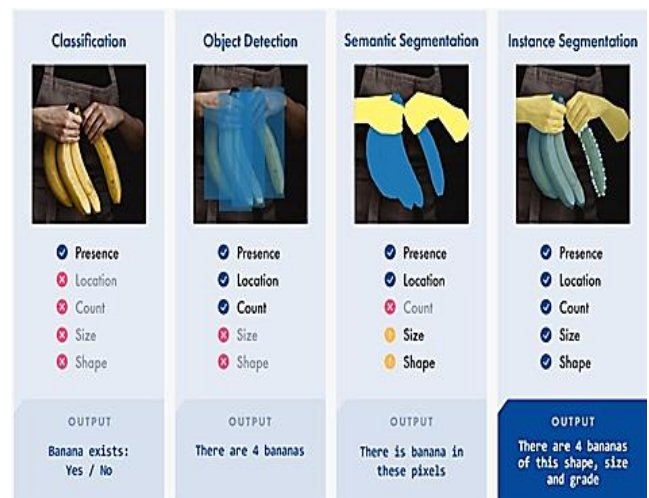 Classification
Presence
Location
Count
Size
Shape
OUTPUT
Banana exists:
Yes / No
Object Detection
Presence
Location
Count
Size
Shape
OUTPUT
There are 4 bananas
Semantic Segmentation
Presence
Location
Count
Size
Shape
OUTPUT
There is banana in
these pixels
Instance Segmentation
Presence
Location
Count
Size
Shape
OUTPUT
There are 4 bananas
of this shape, size
and grade